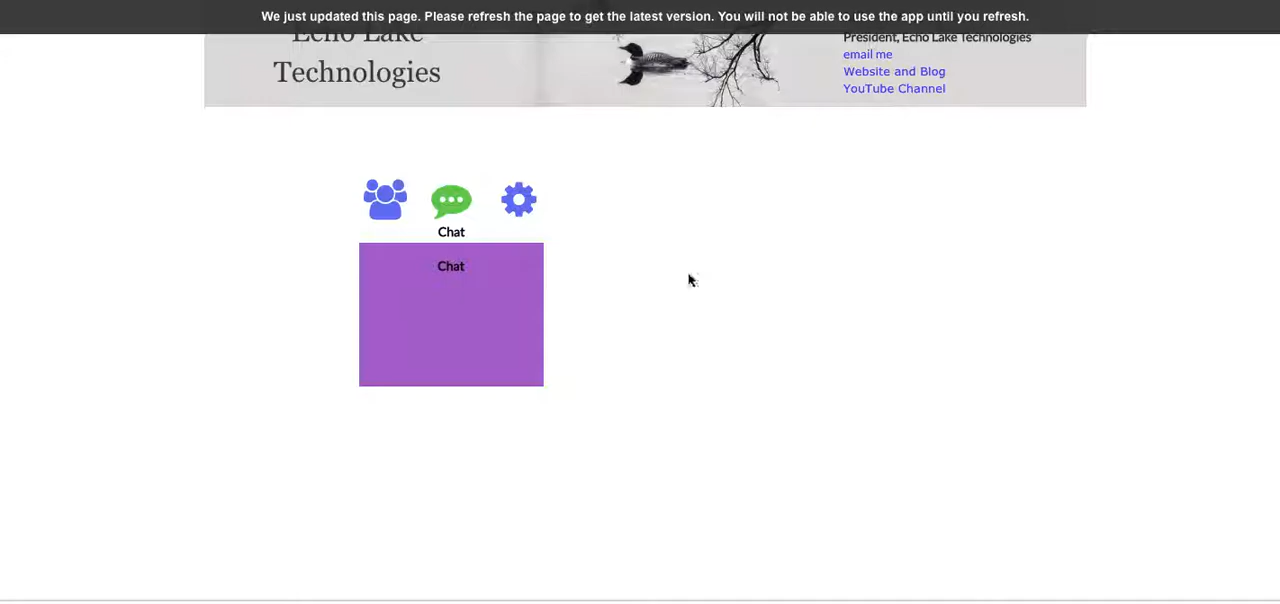 We just updated this page. Please refresh the page to get the latest version. You will not be able to use the app until you refresh.
Echo Lake
Technologies
President, Echo Lake Technologies
email me
Website and Blog
YouTube Channel
Chat
Chat